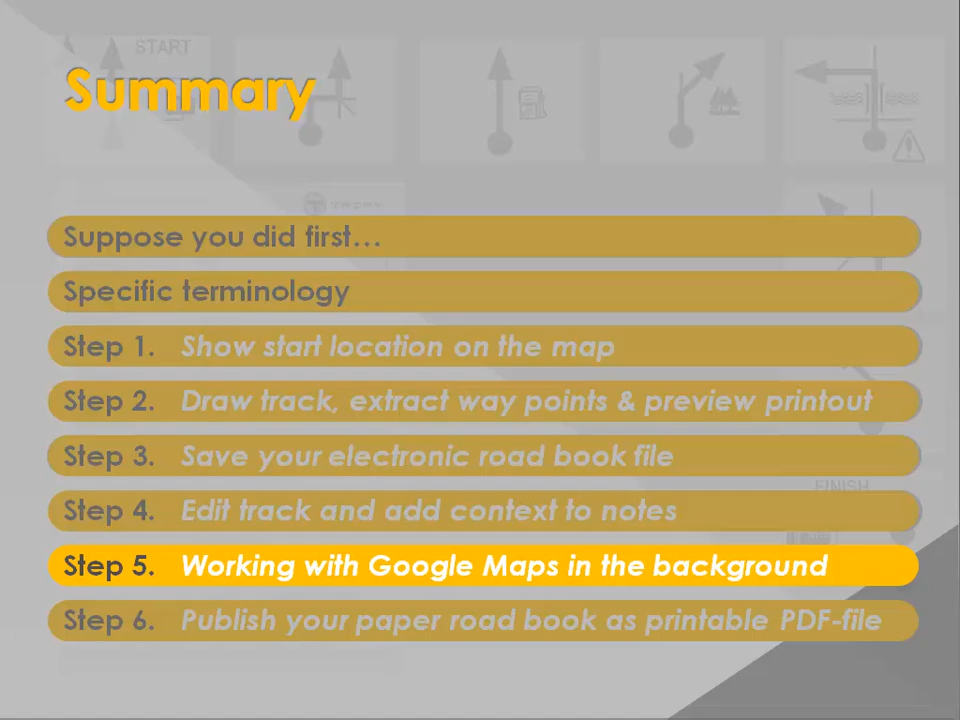 START
Summary
Suppose you did first…
Specific terminology
Step 1. Show start location on the map
Step 2. Draw track, extract way points & preview printout
Step 3. Save your electronic road book file
Step 4. Edit track and add context to notes
FINISH
Step 5. Working with Google Maps in the background
Step 6. Publish your paper road book as printable PDF-file